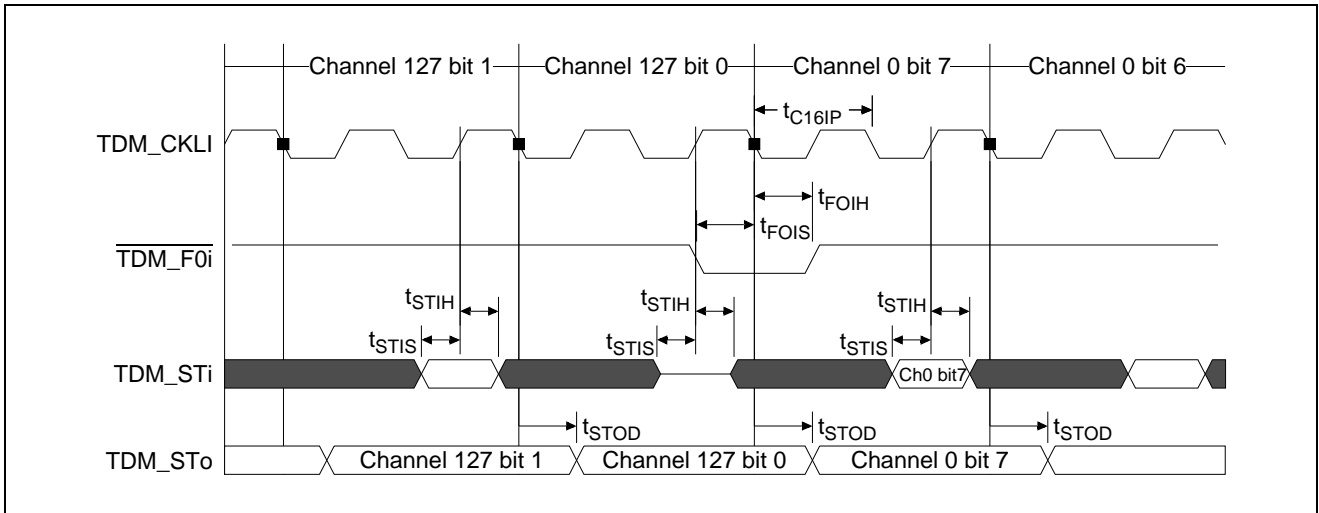 Channel 127 bit 1 Channel 127 bit 0 Channel 0 bit 7 Channel 0 bit 6
tC16IP
TDM_CKLI
tFOIH
tFOIS
TDM_F0i
tSTIH tSTIH tSTIH
tSTIS tSTIS tSTIS
TDM_STi Ch0 bit7
tSTOD tSTOD tSTOD
TDM_STo Channel 127 bit 1 Channel 127 bit 0 Channel 0 bit 7